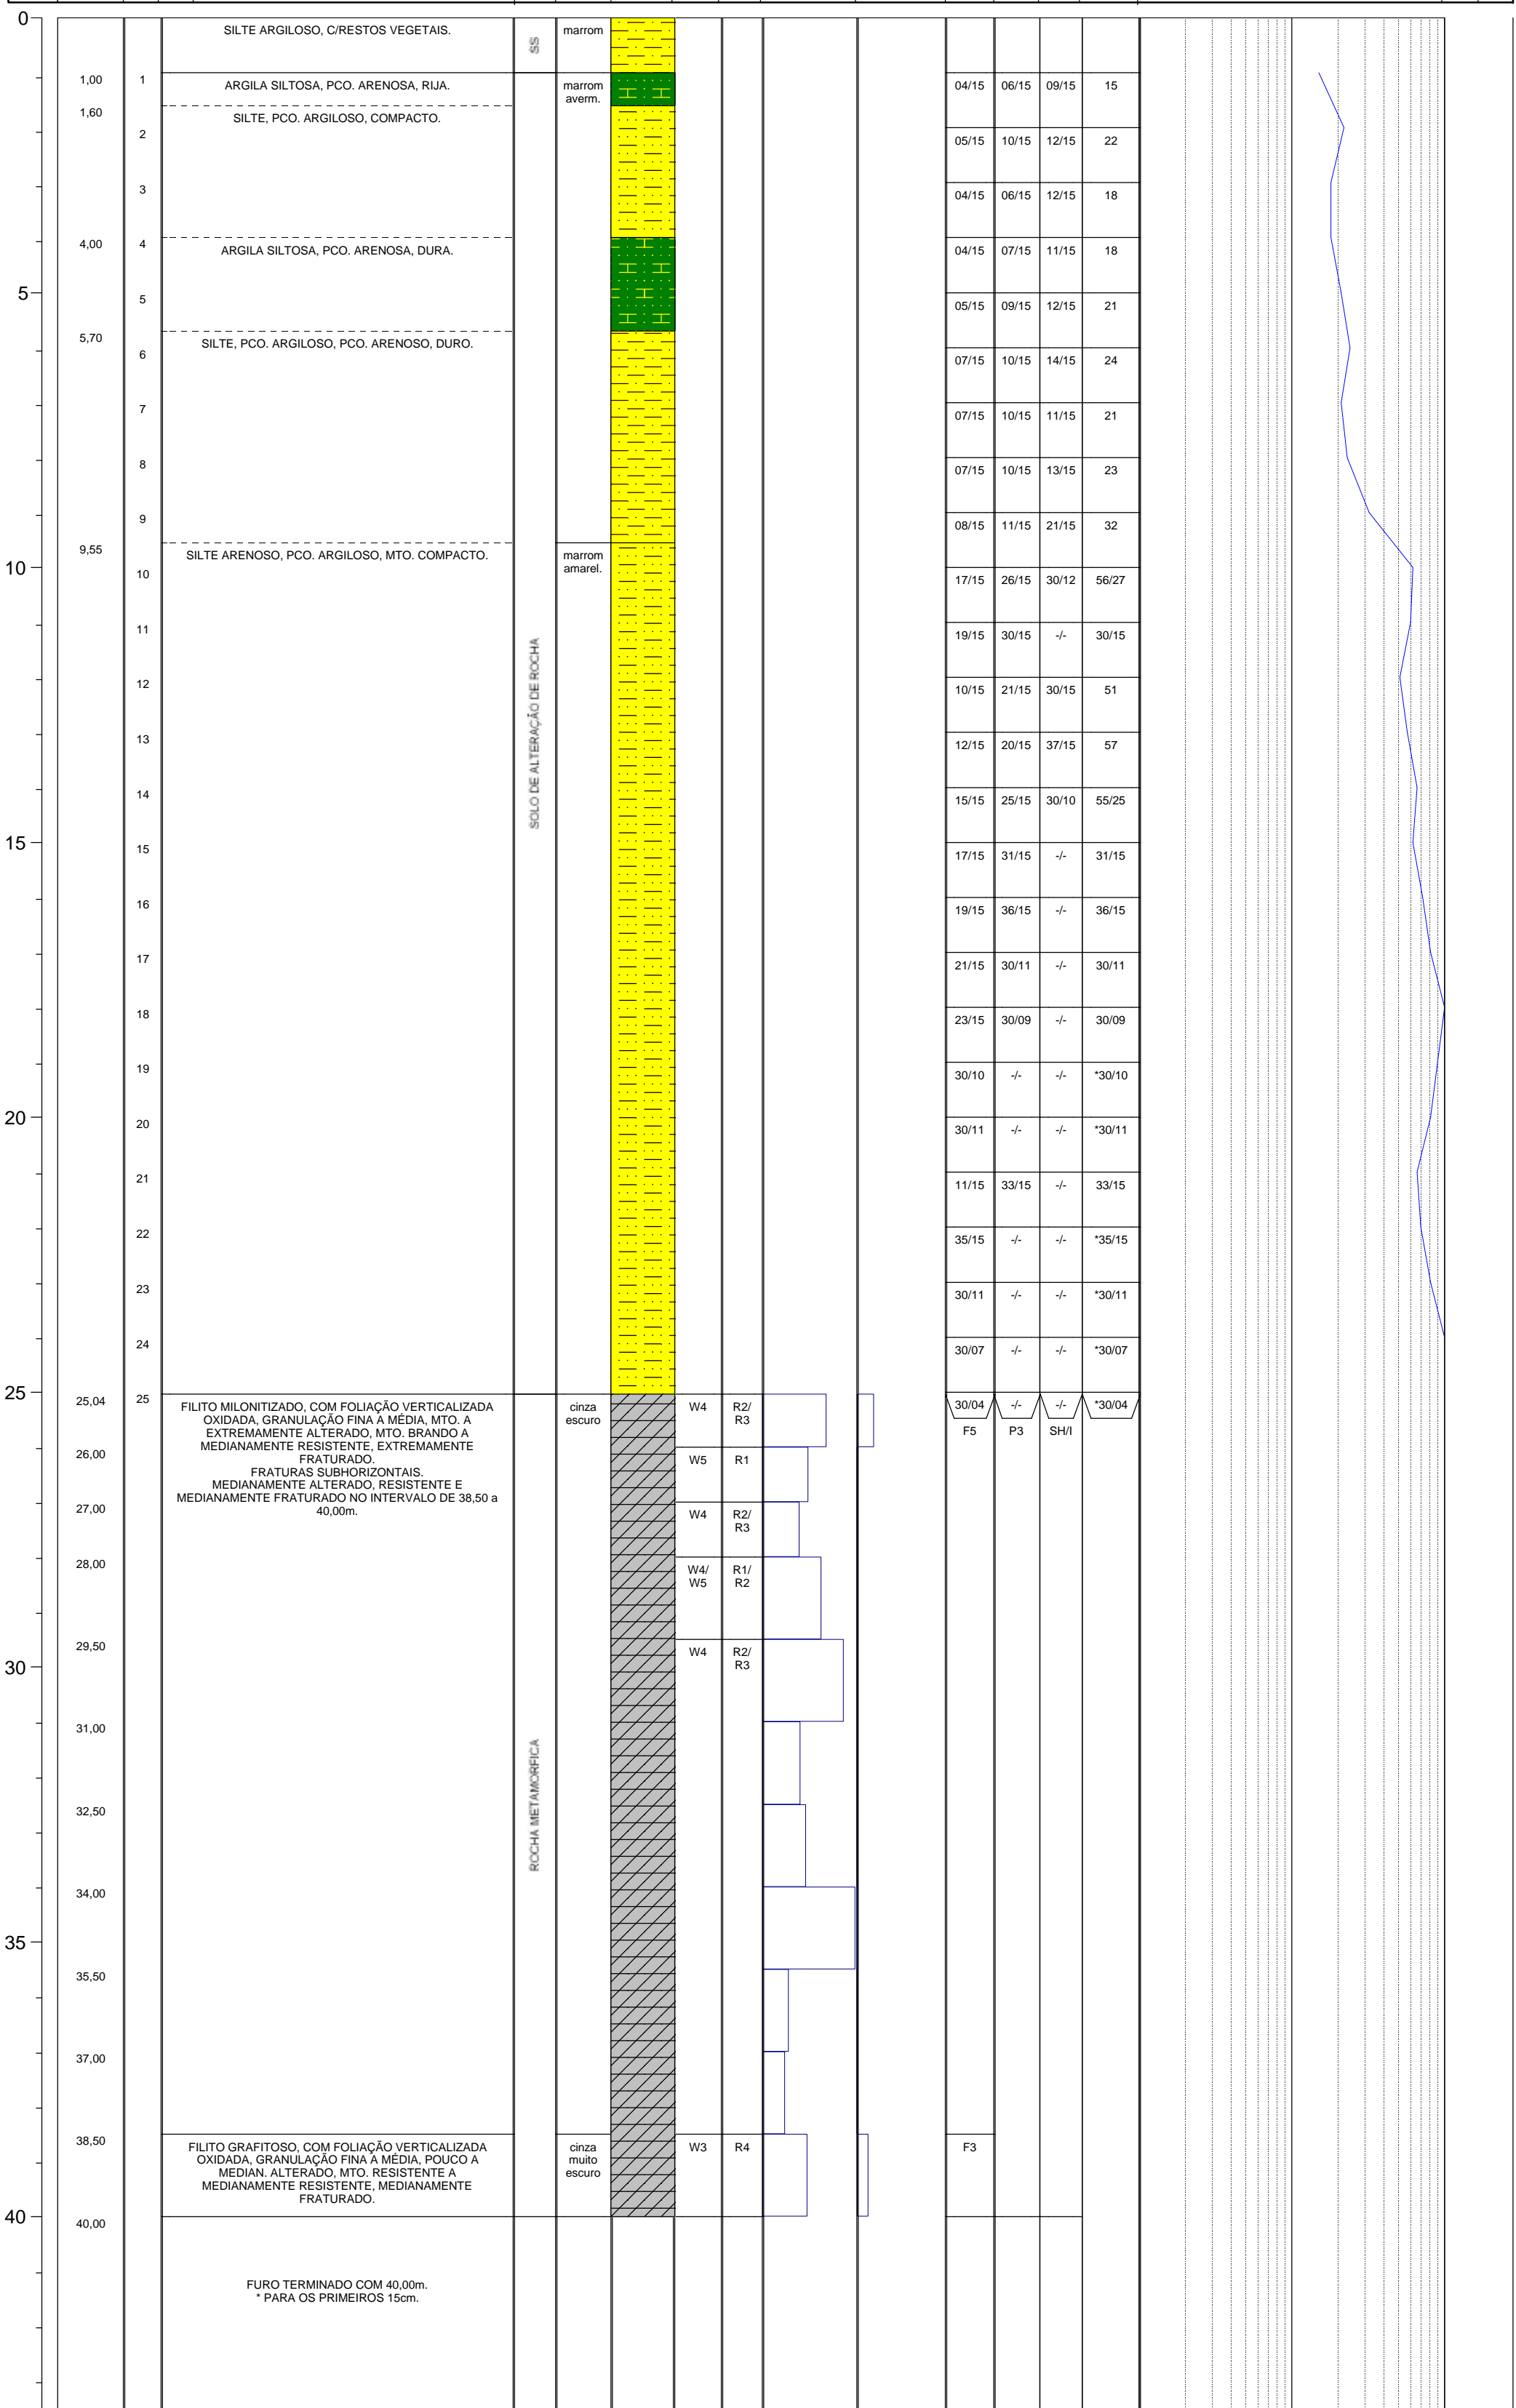 0
SILTE ARGILOSO, C/RESTOS VEGETAIS.
SS
marrom
1,00 1 ARGILA SILTOSA, PCO. ARENOSA, RIJA. marrom 04/15 06/15 09/15 15
averm.
1,60 SILTE, PCO. ARGILOSO, COMPACTO.
2 05/15 10/15 12/15 22
3 04/15 06/15 12/15 18
4,00 4 ARGILA SILTOSA, PCO. ARENOSA, DURA. 04/15 07/15 11/15 18
5 5 05/15 09/15 12/15 21
5,70 SILTE, PCO. ARGILOSO, PCO. ARENOSO, DURO.
6 07/15 10/15 14/15 24
7 07/15 10/15 11/15 21
8 07/15 10/15 13/15 23
9 08/15 11/15 21/15 32
9,55 SILTE ARENOSO, PCO. ARGILOSO, MTO. COMPACTO. marrom
amarel.
10 10 17/15 26/15 30/12 56/27
11 19/15 30/15 -/- 30/15
12 10/15 21/15 30/15 51
13 12/15 20/15 37/15 57
SOLO DE ALTERAÇÃO DE ROCHA
14 15/15 25/15 30/10 55/25
15 15 17/15 31/15 -/- 31/15
16 19/15 36/15 -/- 36/15
17 21/15 30/11 -/- 30/11
18 23/15 30/09 -/- 30/09
19 30/10 -/- -/- *30/10
20 20 30/11 -/- -/- *30/11
21 11/15 33/15 -/- 33/15
22 35/15 -/- -/- *35/15
23 30/11 -/- -/- *30/11
24 30/07 -/- -/- *30/07
25 25,04 25 FILITO MILONITIZADO, COM FOLIAÇÃO VERTICALIZADA cinza W4 R2/ 30/04 -/- -/- *30/04
OXIDADA, GRANULAÇÃO FINA A MÉDIA, MTO. A escuro R3
EXTREMAMENTE ALTERADO, MTO. BRANDO A F5 P3 SH/I
MEDIANAMENTE RESISTENTE, EXTREMAMENTE
26,00 FRATURADO. W5 R1
FRATURAS SUBHORIZONTAIS.
MEDIANAMENTE ALTERADO, RESISTENTE E
MEDIANAMENTE FRATURADO NO INTERVALO DE 38,50 a
27,00 40,00m. W4 R2/
R3
28,00 W4/ R1/
W5 R2
29,50 W4 R2/
30 R3
31,00
32,50
ROCHA METAMORFICA
34,00
35
35,50
37,00
38,50 FILITO GRAFITOSO, COM FOLIAÇÃO VERTICALIZADA cinza W3 R4 F3
OXIDADA, GRANULAÇÃO FINA A MÉDIA, POUCO A muito
MEDIAN. ALTERADO, MTO. RESISTENTE A escuro
MEDIANAMENTE RESISTENTE, MEDIANAMENTE
FRATURADO.
40 40,00
FURO TERMINADO COM 40,00m.
* PARA OS PRIMEIROS 15cm.